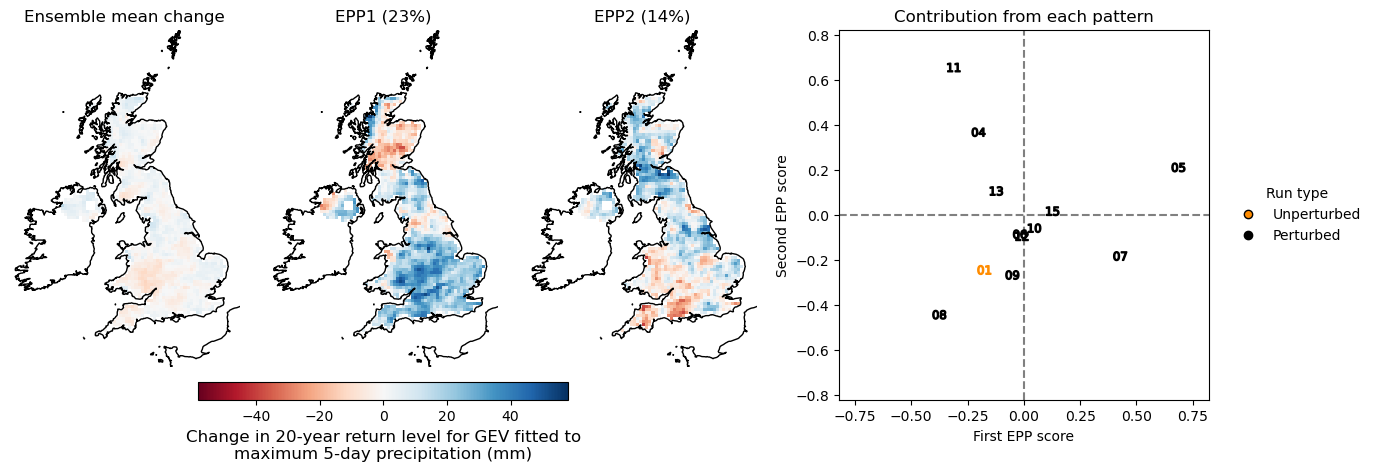 Ensemble mean change
EPP1 (23%)
EPP2 (14%)
−40
−20
0
20
40
Change in 20-year return level for GEV fitted to
maximum 5-day precipitation (mm)
Contribution from each pattern
Second EPP score
0.8
0.6
0.4
0.2
0.0
−0.2
−0.4
−0.6
−0.8
11
04
05
13
15
10
07
01
09
08
−0.75
−0.50
−0.25
0.00
0.25
0.50
0.75
First EPP score
Run type
Unperturbed
Perturbed